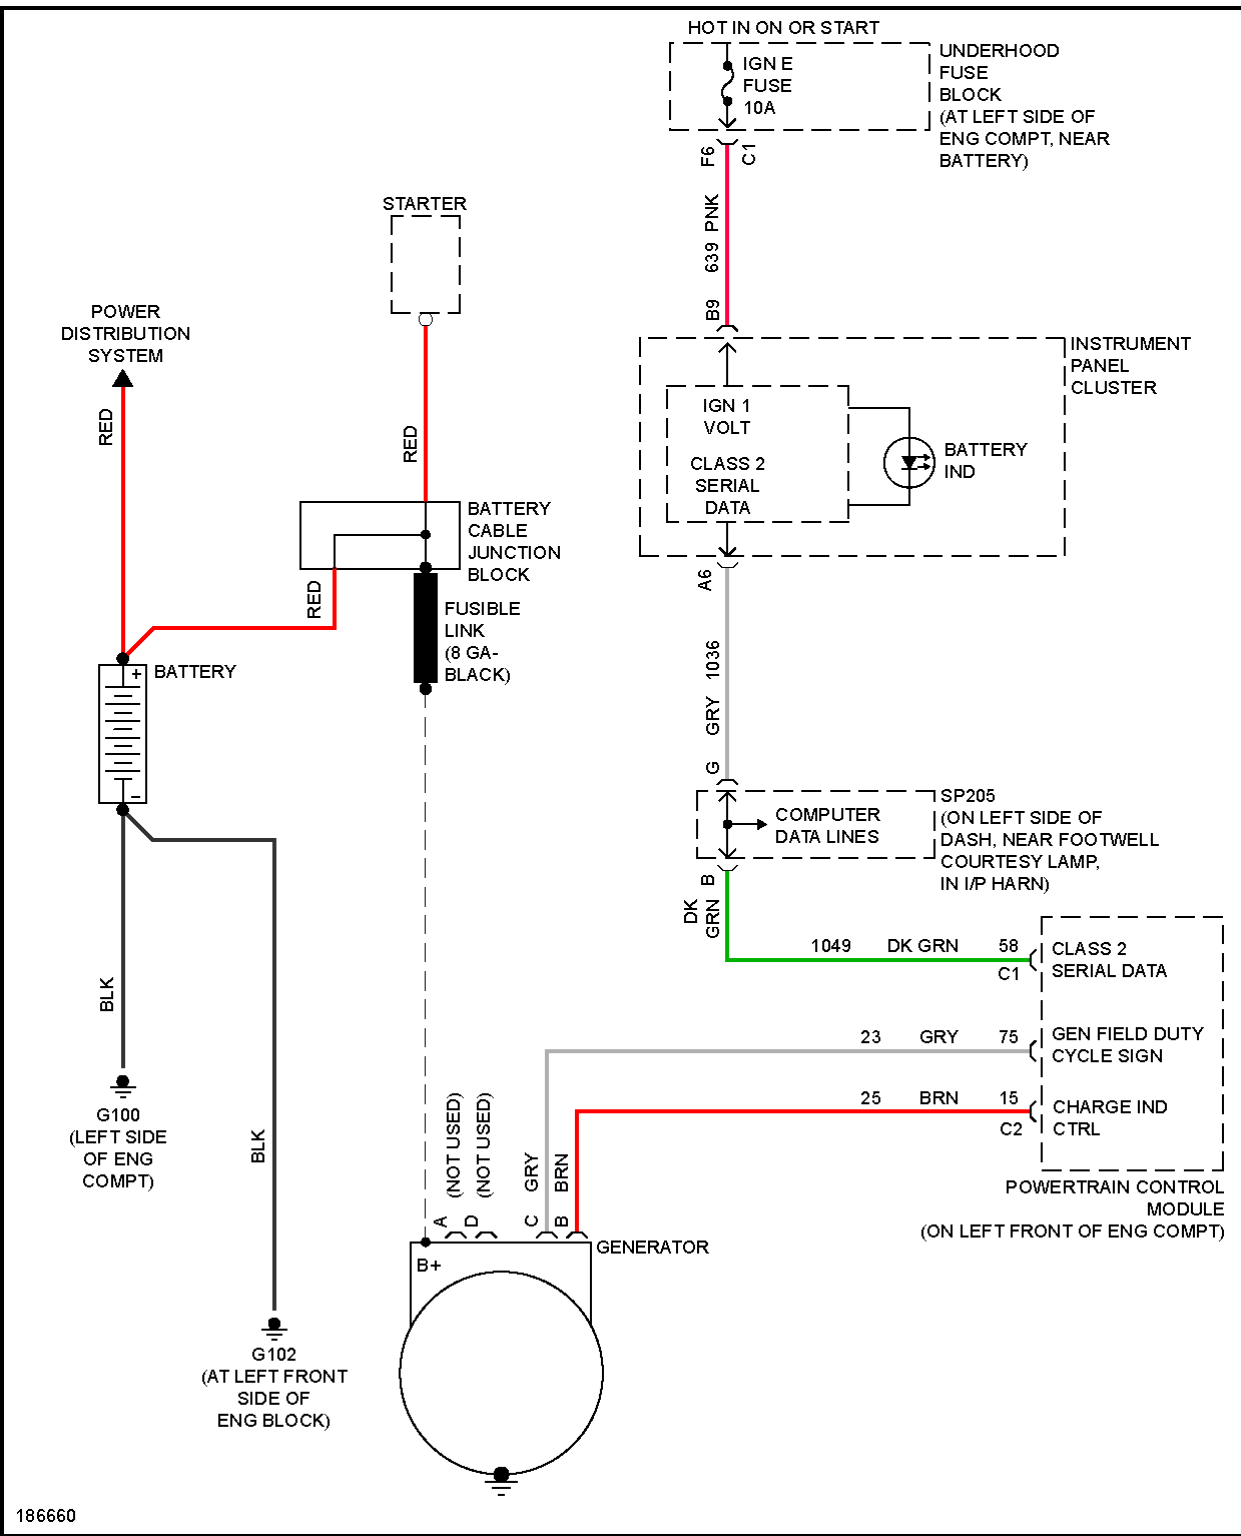 HOT IN ON OR START
IGN E
FUSE
10A
UNDERHOOD
FUSE
BLOCK
(AT LEFT SIDE OF
ENG COMPT, NEAR
BATTERY)
F6
C1
639 PNK
B9
STARTER
POWER
DISTRIBUTION
SYSTEM
RED
RED
INSTRUMENT
PANEL
CLUSTER
IGN 1
VOLT
CLASS 2
SERIAL
DATA
BATTERY
IND
BATTERY
CABLE
JUNCTION
BLOCK
RED
FUSIBLE
LINK
(8 GA-
BLACK)
A6
GRY 1036
G
+
BATTERY
–
SP205
(ON LEFT SIDE OF
DASH, NEAR FOOTWELL
COURTESY LAMP,
IN I/P HARN)
COMPUTER
DATA LINES
B
DK
GRN
1049 DK GRN 58
C1
CLASS 2
SERIAL DATA
23 GRY 75
GEN FIELD DUTY
CYCLE SIGN
25 BRN 15
C2
CHARGE IND
CTRL
POWERTRAIN CONTROL
MODULE
(ON LEFT FRONT OF ENG COMPT)
BLK
G100
(LEFT SIDE
OF ENG
COMPT)
BLK
G102
(AT LEFT FRONT
SIDE OF
ENG BLOCK)
A (NOT USED)
D (NOT USED)
C GRY
B BRN
GENERATOR
B+
186660